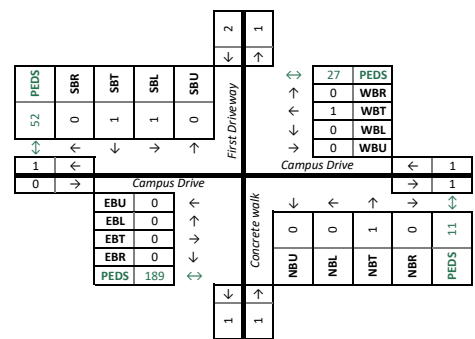 2 1
↓ ↑
PEDS SBR SBT SBL SBU
52 0 1 1 0
↕ ← ↓ → ↑
First Driveway
↔ 27 PEDS
↑ 0 WBR
← 1 WBT
↓ 0 WBL
→ 0 WBU
1 ←
Campus Drive
← 1
0 →
Campus Drive
→ 1
EBU 0 ←
EBL 0 ↑
EBT 0 →
EBR 0 ↓
PEDS 189 ↔
Concrete walk
↓ ← ↑ → ↕
0 0 1 0 11
NBU NBL NBT NBR PEDS
↓ ↑
1 1